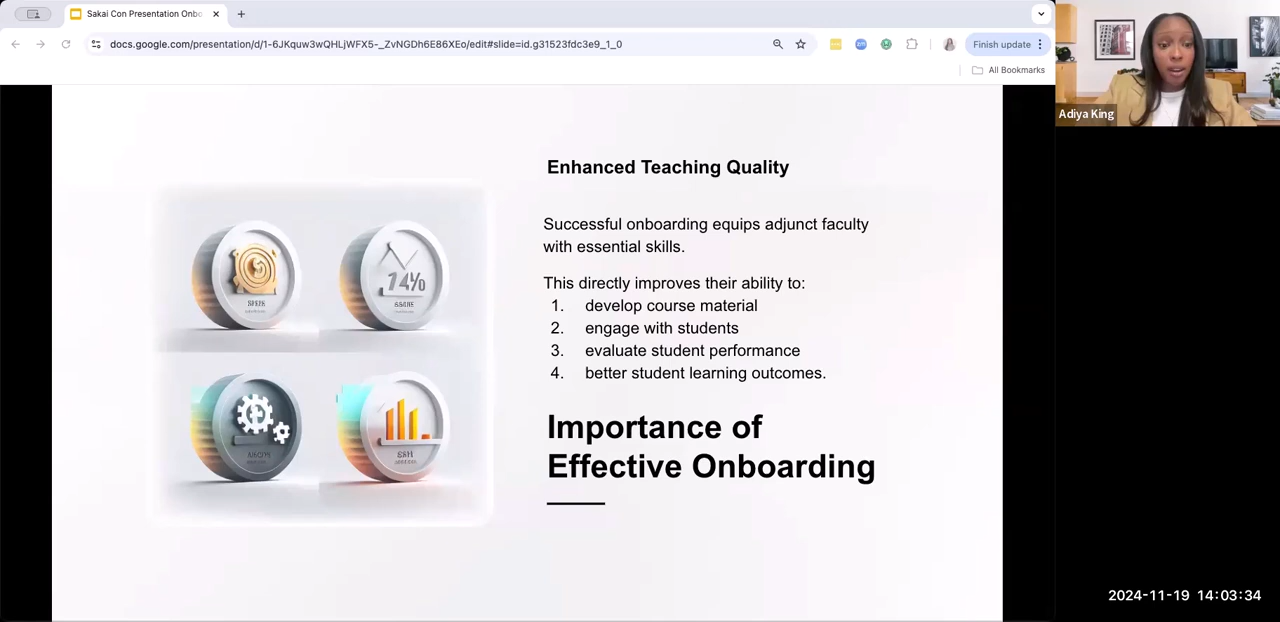 Sakai Con Presentation Onbo
docs.google.com/presentation/d/1-6JKquw3wQHLjWFX5-_ZvNGDh6E86XEo/edit#slide=id.g31523fdc3e9_1_0
Finish update
All Bookmarks
Adiya King
Enhanced Teaching Quality
Successful onboarding equips adjunct faculty
with essential skills.
This directly improves their ability to:
1. develop course material
2. engage with students
3. evaluate student performance
4. better student learning outcomes.
74%
Importance of
Effective Onboarding
2024-11-19 14:03:34